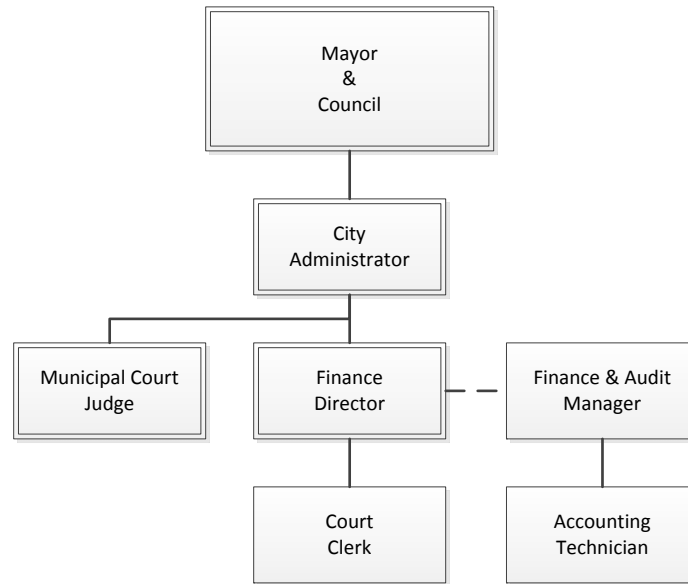 Mayor
&
Council
City
Administrator
Municipal Court
Judge
Finance
Director
Finance & Audit
Manager
Court
Clerk
Accounting
Technician